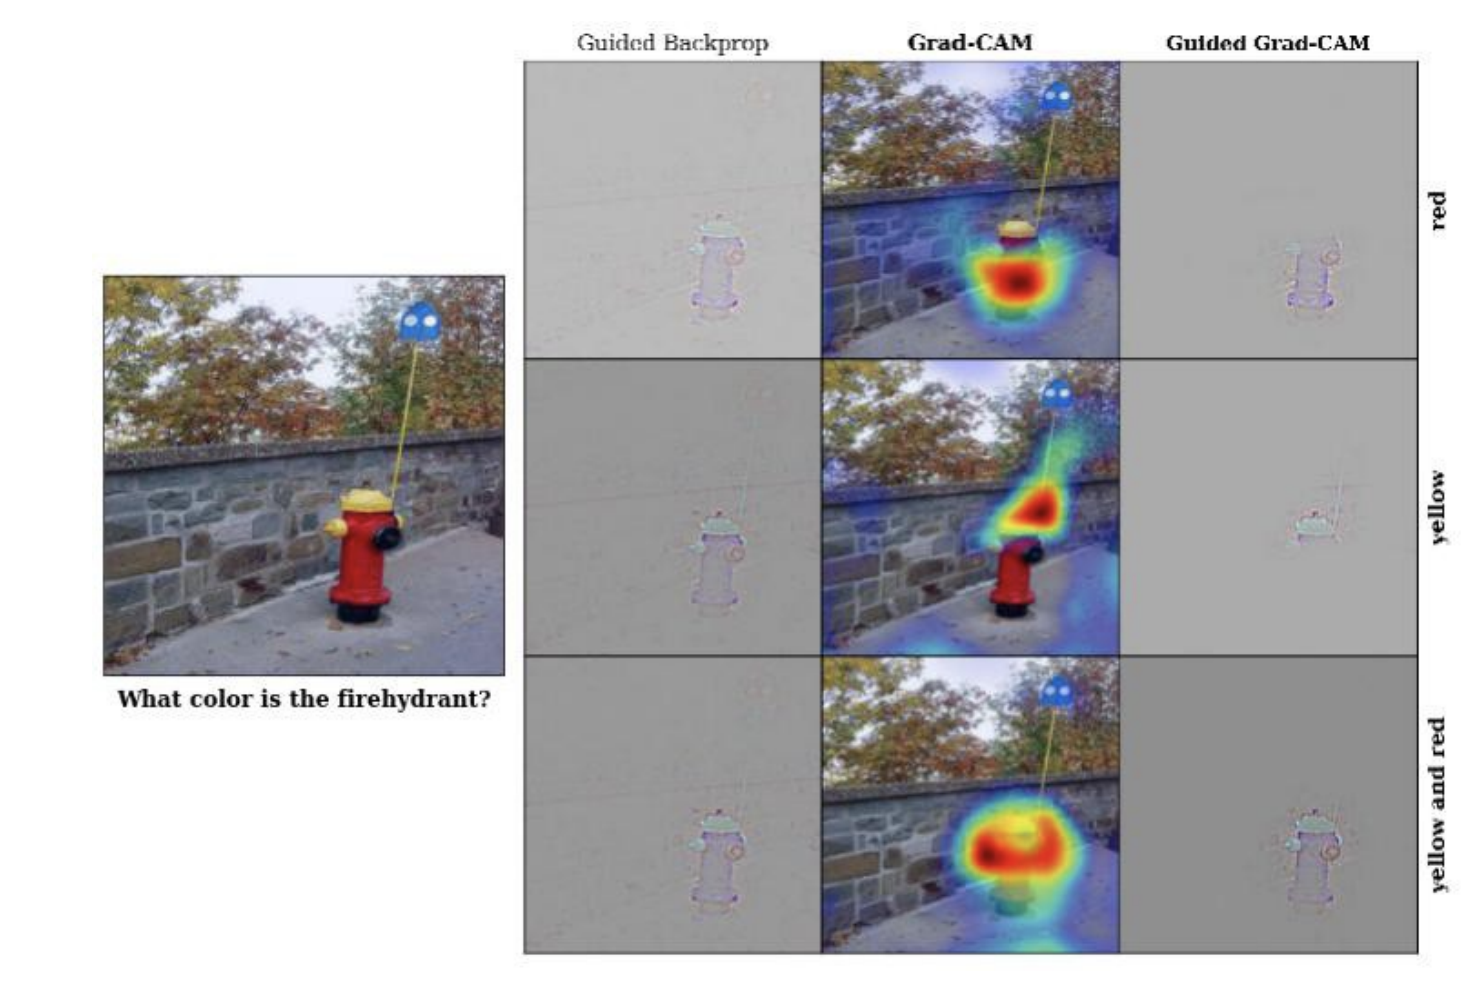 Guided Backprop
Grad-CAM
Guided Grad-CAM
red
yellow
yellow and red
What color is the firehydrant?